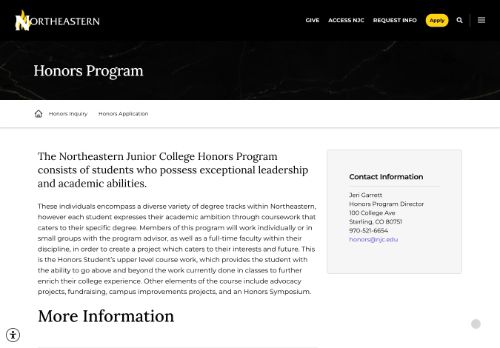 NORTHEASTERN
GIVE ACCESS NJC REQUEST INFO Apply
Honors Program
Honors Inquiry Honors Application
The Northeastern Junior College Honors Program
consists of students who possess exceptional leadership
and academic abilities.
These individuals encompass a diverse variety of degree tracks within Northeastern,
however each student expresses their academic ambition through coursework that
caters to their specific degree. Members of this program will work individually or in
small groups with the program advisor, as well as a full-time faculty within their
discipline, in order to create a project which caters to their interests and future. This
is the Honors Student's upper level course work, which provides the student with
the ability to go above and beyond the work currently done in classes to further
enrich their college experience. Other elements of the course include advocacy
projects, fundraising, campus improvements projects, and an Honors Symposium.
More Information
Contact Information
Jen Garrett
Honors Program Director
100 College Ave
Sterling, CO 80751
970-521-6654
honors@njc.edu